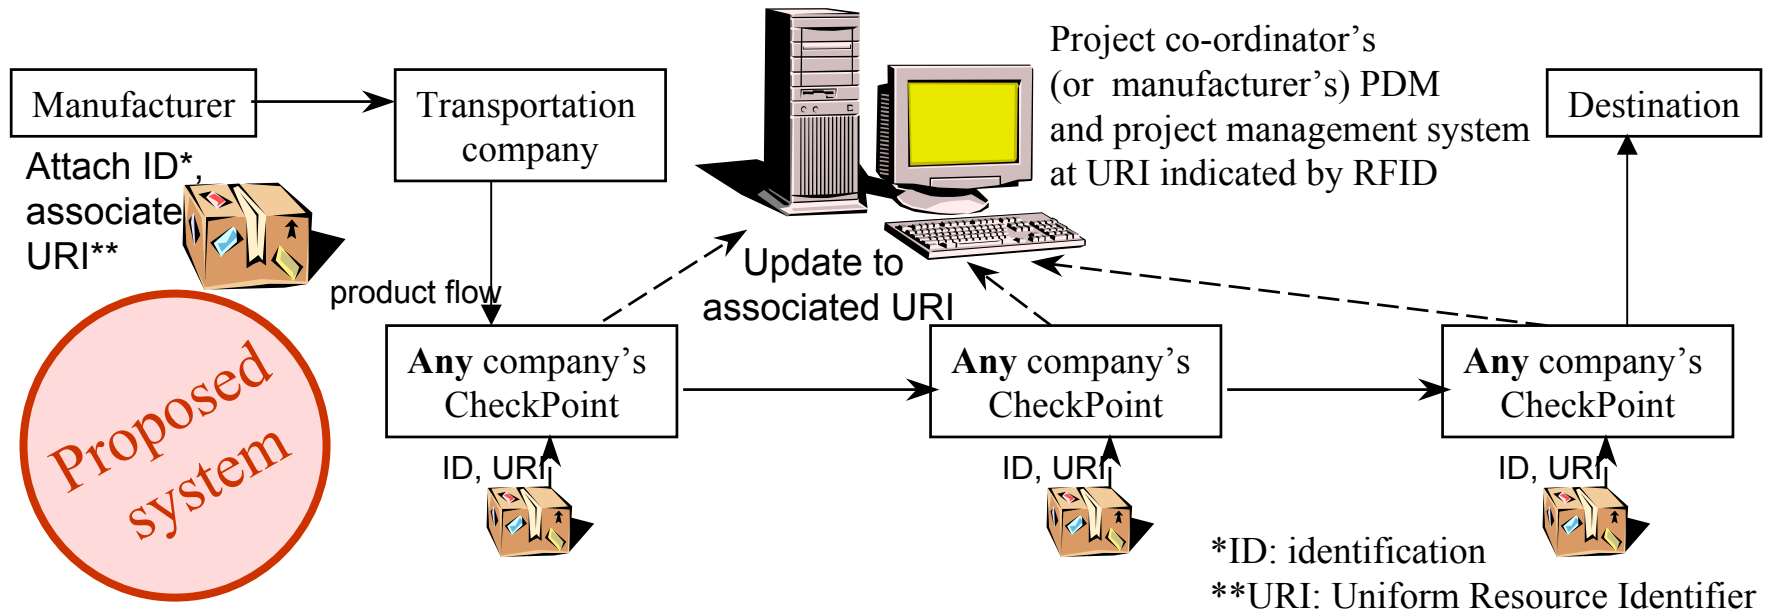 Project co-ordinator’s
(or manufacturer’s) PDM
and project management system
at URI indicated by RFID
Manufacturer
Transportation
company
Destination
Attach ID*,
associate
URI**
product flow
Update to
associated URI
Any company’s
CheckPoint
Any company’s
CheckPoint
Any company’s
CheckPoint
Proposed
system
ID, URI
ID, URI
ID, URI
*ID: identification
**URI: Uniform Resource Identifier